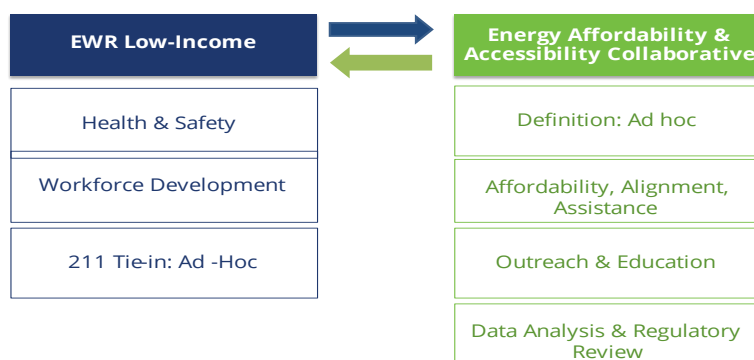 EWR Low-Income
Health & Safety
Workforce Development
211 Tie-in: Ad -Hoc
Energy Affordability &
Accessibility Collaborative
Definition: Ad hoc
Affordability, Alignment,
Assistance
Outreach & Education
Data Analysis & Regulatory
Review